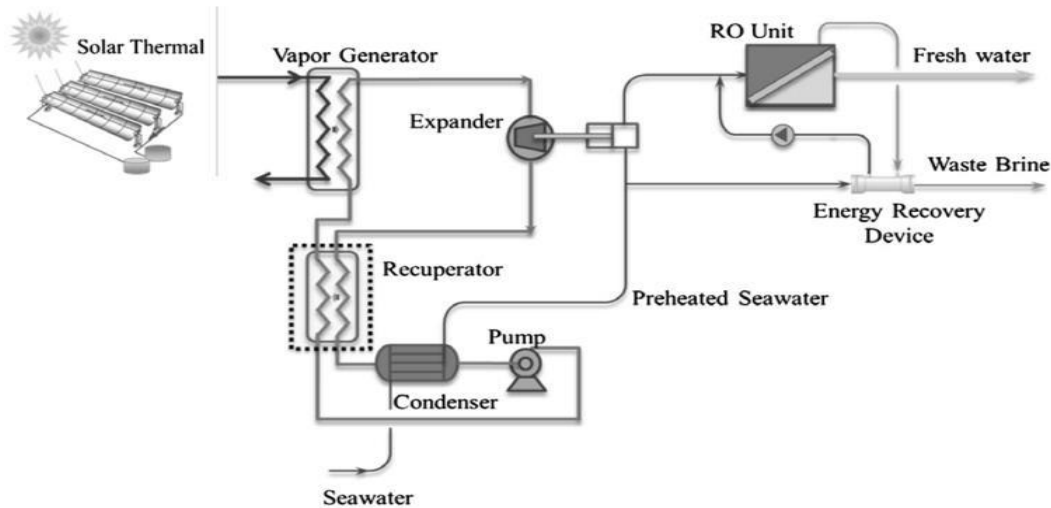 Solar Thermal
Vapor Generator
RO Unit
Fresh water
Expander
Waste Brine
Energy Recovery
Device
Recuperator
Preheated Seawater
Pump
Condenser
Seawater